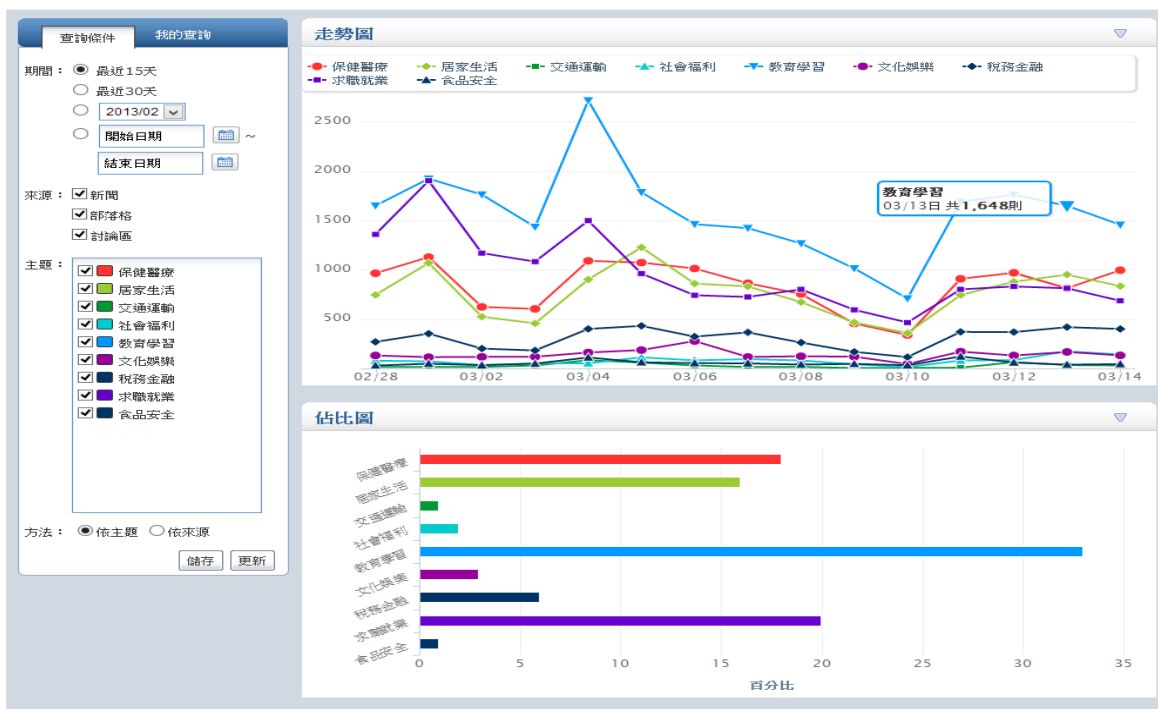 查詢條件 我的查詢
期間： 最近15天
最近30天
2013/02
開始日期 ~
結束日期
來源： 新聞
部落格
討論區
主題：
保健醫療
居家生活
交通運輸
社會福利
教育學習
文化娛樂
稅務金融
求職就業
食品安全
方法： 依主題 依來源
儲存 更新
走勢圖
保健醫療 居家生活 交通運輸 社會福利 教育學習 文化娛樂 稅務金融
求職就業 食品安全
2500
2000
1500
1000
500
教育學習
03/13日 共1,648則
02/28 03/02 03/04 03/06 03/08 03/10 03/12 03/14
佔比圖
保健醫療
居家生活
交通運輸
社會福利
教育學習
文化娛樂
稅務金融
求職就業
食品安全
0 5 10 15 20 25 30 35
百分比